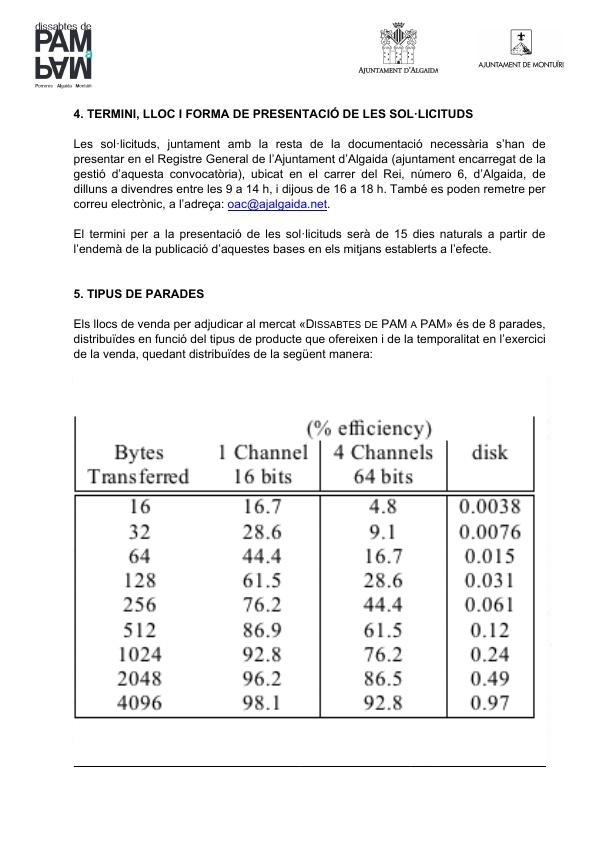 dissabtes de
PAM
a
PAM
Porreres Algaida Montuïri
AJUNTAMENT D'ALGAIDA
AJUNTAMENT DE MONTUÏRI
4. TERMINI, LLOC I FORMA DE PRESENTACIÓ DE LES SOL·LICITUDS
Les sol·licituds, juntament amb la resta de la documentació necessària s'han de
presentar en el Registre General de l'Ajuntament d'Algaida (ajuntament encarregat de la
gestió d'aquesta convocatòria), ubicat en el carrer del Rei, número 6, d'Algaida, de
dilluns a divendres entre les 9 a 14 h, i dijous de 16 a 18 h. També es poden remetre per
correu electrònic, a l'adreça: oac@ajalgaida.net.
El termini per a la presentació de les sol·licituds serà de 15 dies naturals a partir de
l'endemà de la publicació d'aquestes bases en els mitjans establerts a l'efecte.
5. TIPUS DE PARADES
Els llocs de venda per adjudicar al mercat «DISSABTES DE PAM A PAM» és de 8 parades,
distribuïdes en funció del tipus de producte que ofereixen i de la temporalitat en l'exercici
de la venda, quedant distribuïdes de la següent manera:
(% efficiency)
Bytes 1 Channel 4 Channels disk
Transferred 16 bits 64 bits
16 16.7 4.8 0.0038
32 28.6 9.1 0.0076
64 44.4 16.7 0.015
128 61.5 28.6 0.031
256 76.2 44.4 0.061
512 86.9 61.5 0.12
1024 92.8 76.2 0.24
2048 96.2 86.5 0.49
4096 98.1 92.8 0.97